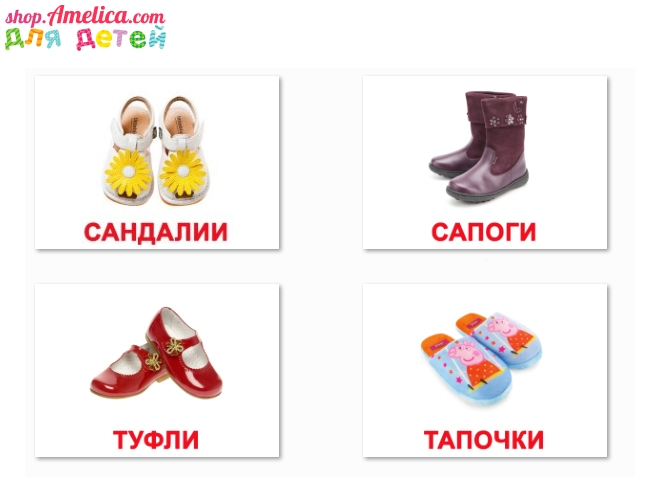 shop.Amelica.com
для детей
САНДАЛИИ
САПОГИ
ТУФЛИ
ТАПОЧКИ